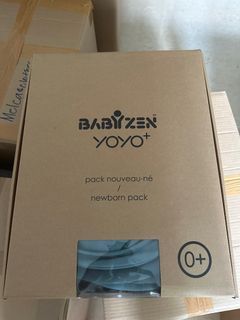 BABYZEN
YOYO+
pack nouveau-né
/
newborn pack
0+